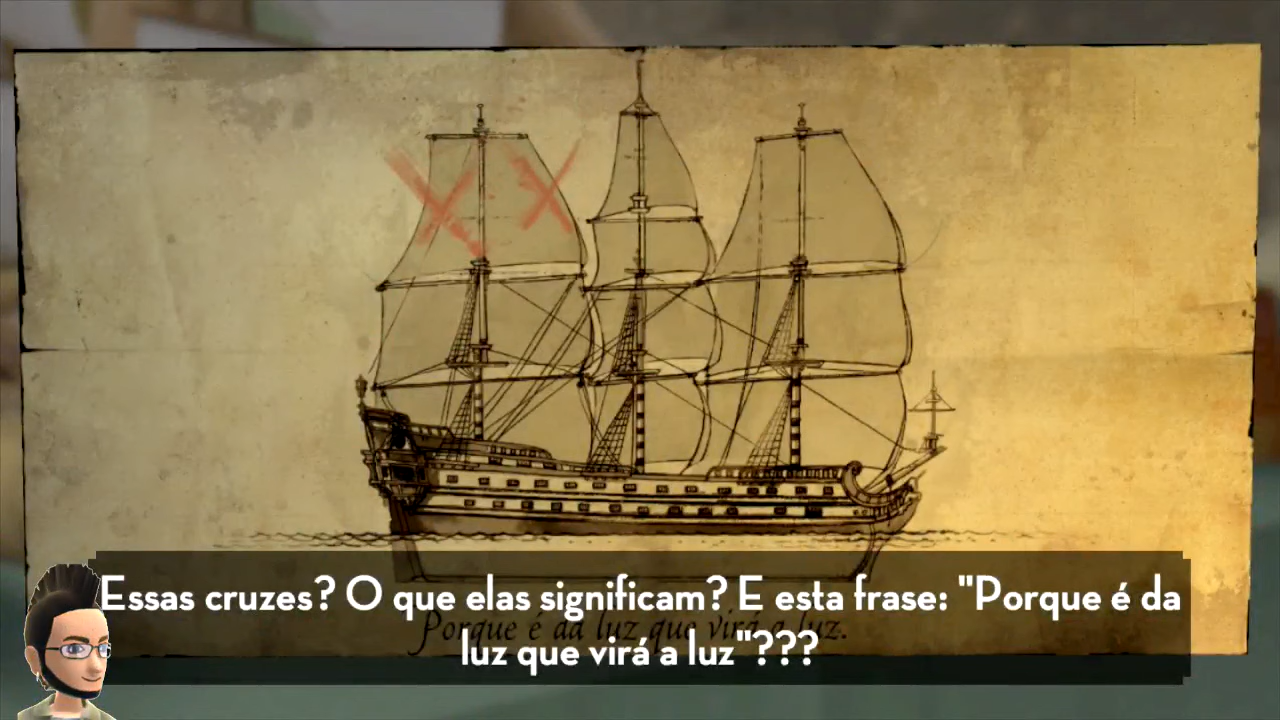 Essas cruzes? O que elas significam? E esta frase: "Porque é da
Porque é da luz que virá a luz.
luz que virá a luz"???